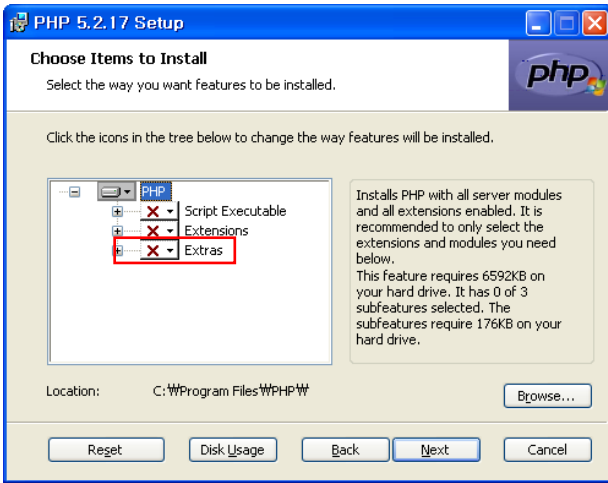 PHP 5.2.17 Setup
Choose Items to Install
Select the way you want features to be installed.
php
Click the icons in the tree below to change the way features will be installed.
PHP
Script Executable
Extensions
Extras
Installs PHP with all server modules
and all extensions enabled. It is
recommended to only select the
extensions and modules you need
below.
This feature requires 6592KB on
your hard drive. It has 0 of 3
subfeatures selected. The
subfeatures require 176KB on your
hard drive.
Location: C:₩Program Files₩PHP₩
Browse...
Reset Disk Usage Back Next Cancel